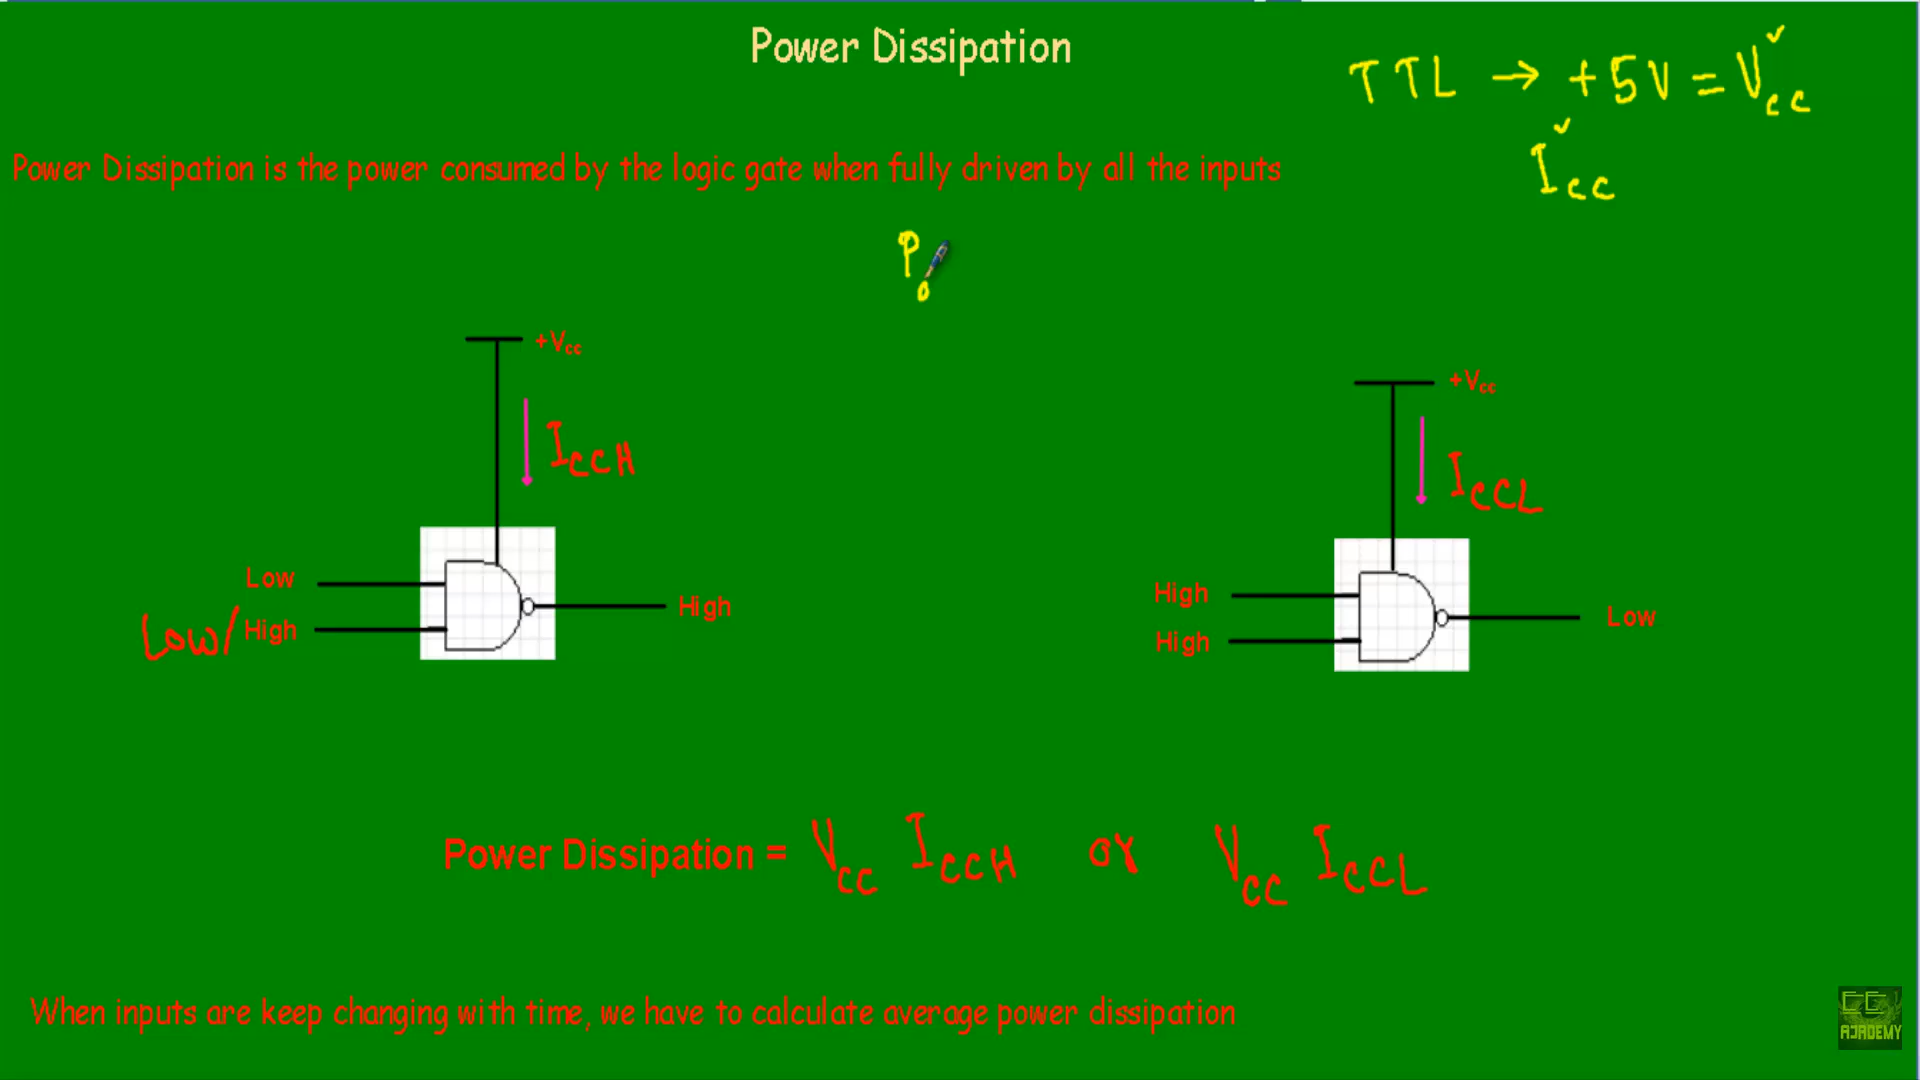 Power Dissipation
TTL → +5V = Vcc
Icc
Power Dissipation is the power consumed by the logic gate when fully driven by all the inputs
P
+Vcc
ICCH
Low
Low/ High
High
+Vcc
ICCL
High
High
Low
Power Dissipation = Vcc ICCH or Vcc ICCL
When inputs are keep changing with time, we have to calculate average power dissipation
ACADEMY